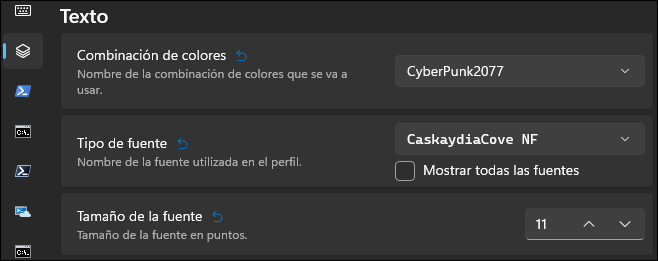 Texto
Combinación de colores
Nombre de la combinación de colores que se va a
usar.
CyberPunk2077
Tipo de fuente
Nombre de la fuente utilizada en el perfil.
CaskaydiaCove NF
Mostrar todas las fuentes
Tamaño de la fuente
Tamaño de la fuente en puntos.
11